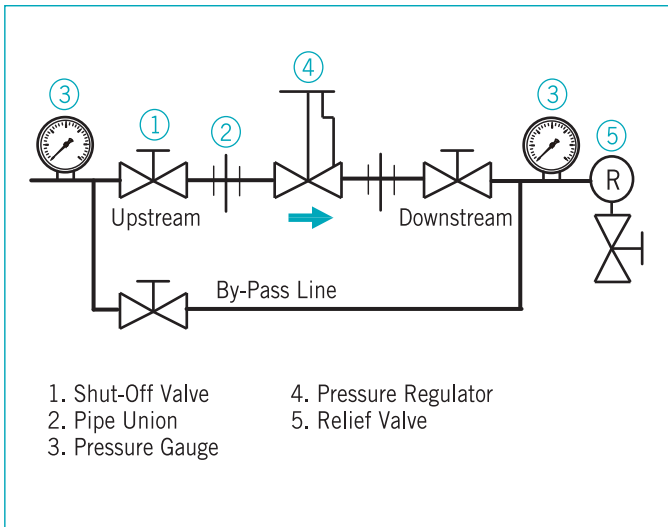 3
1
2
4
3
5
R
Upstream
Downstream
By-Pass Line
1. Shut-Off Valve
2. Pipe Union
3. Pressure Gauge
4. Pressure Regulator
5. Relief Valve